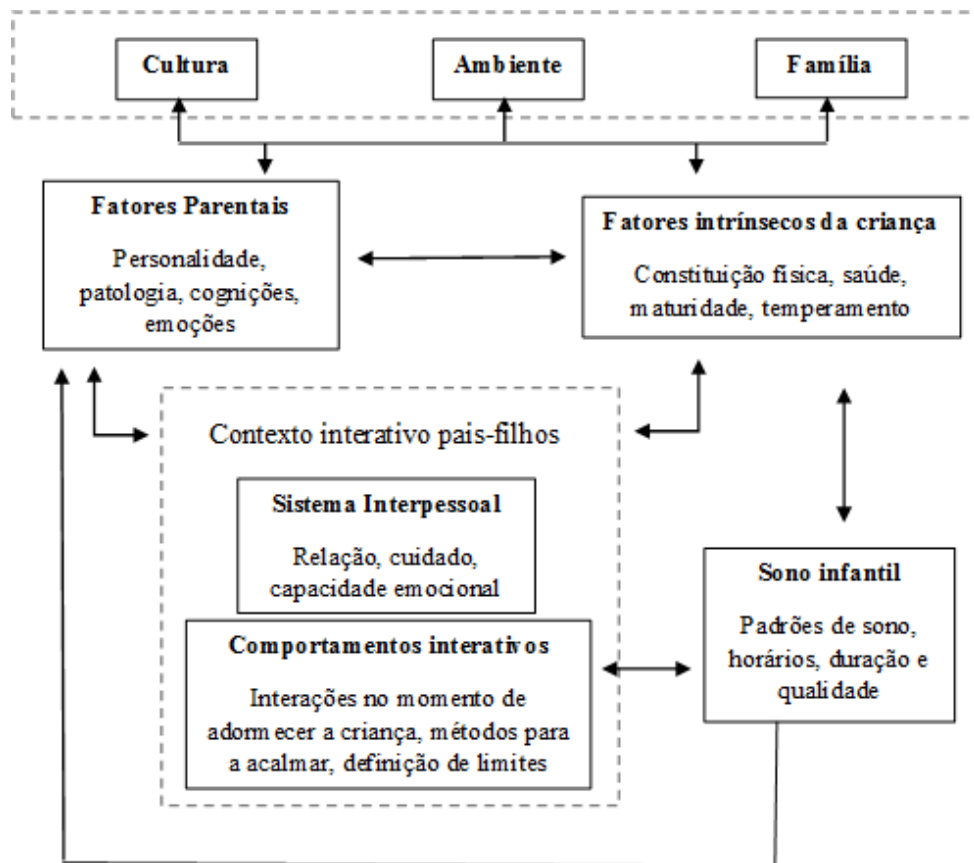 Cultura
Ambiente
Família
Fatores Parentais
Personalidade,
patologia, cognições,
emoções
Fatores intrínsecos da criança
Constituição física, saúde,
maturidade, temperamento
Contexto interativo pais-filhos
Sistema Interpessoal
Relação, cuidado,
capacidade emocional
Comportamentos interativos
Interações no momento de
adormecer a criança, métodos para
a acalmar, definição de limites
Sono infantil
Padrões de sono,
horários, duração e
qualidade